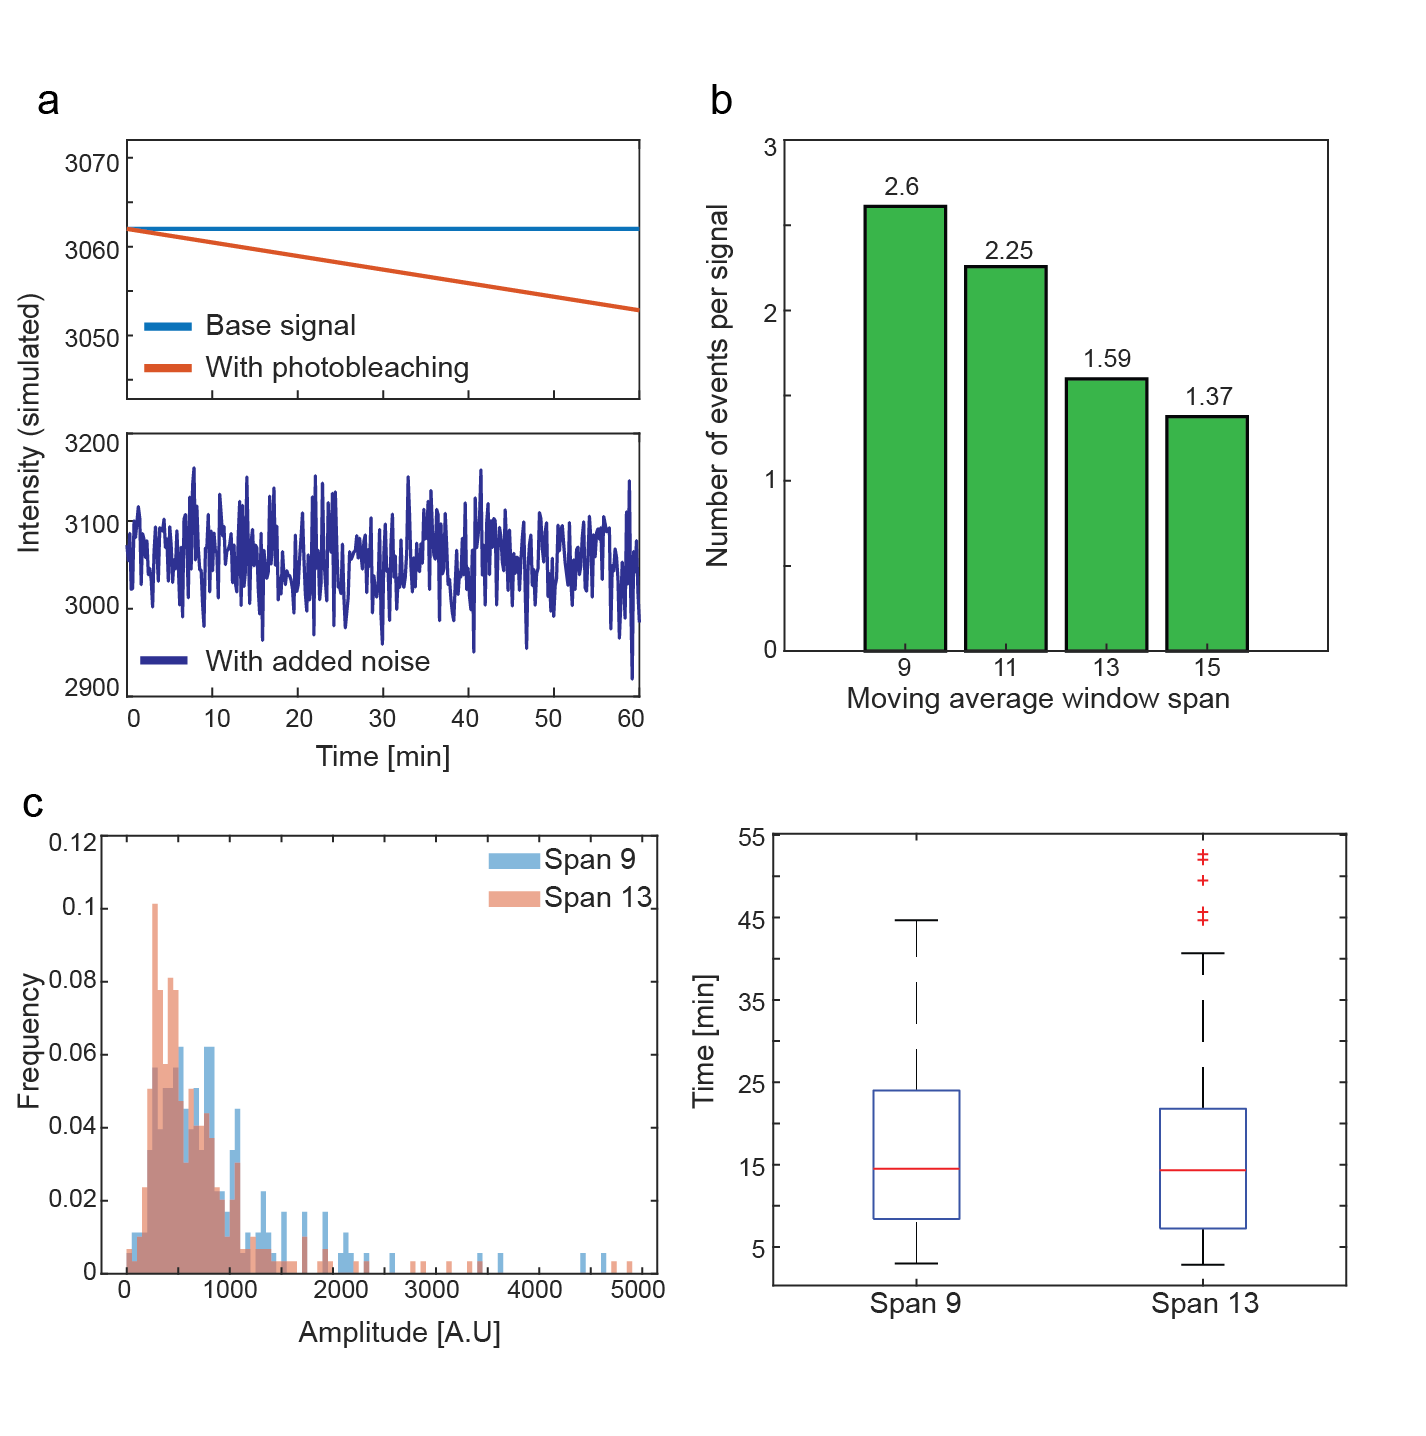 a
3070
3060
3050
Base signal
With photobleaching
Intensity (simulated)
3200
3100
3000
2900
With added noise
0 10 20 30 40 50 60
Time [min]
b
3
2
1
0
Number of events per signal
2.6
2.25
1.59
1.37
9 11 13 15
Moving average window span
c
0.12
0.1
0.08
0.06
0.04
0.02
0
Frequency
Span 9
Span 13
0 1000 2000 3000 4000 5000
Amplitude [A.U]
55
45
35
25
15
5
Time [min]
Span 9 Span 13